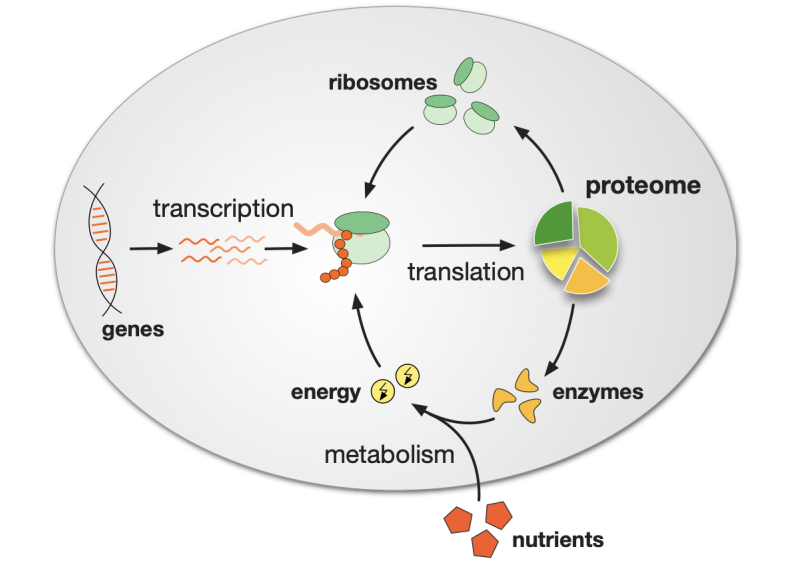 ribosomes
proteome
transcription
translation
genes
energy
enzymes
metabolism
nutrients